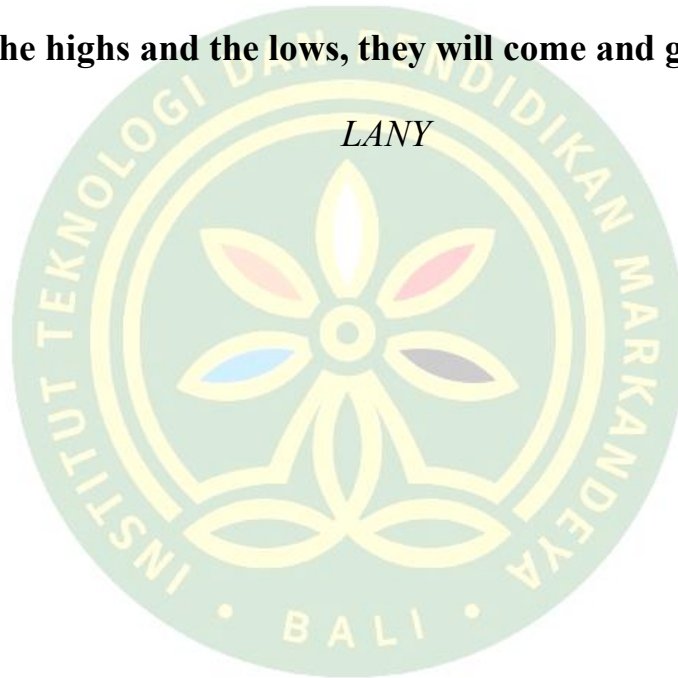 he highs and the lows, they will come and g
LANY
INSTITUT TEKNOLOGI DAN PENDIDIKAN MARKANDEYA
• BALI •